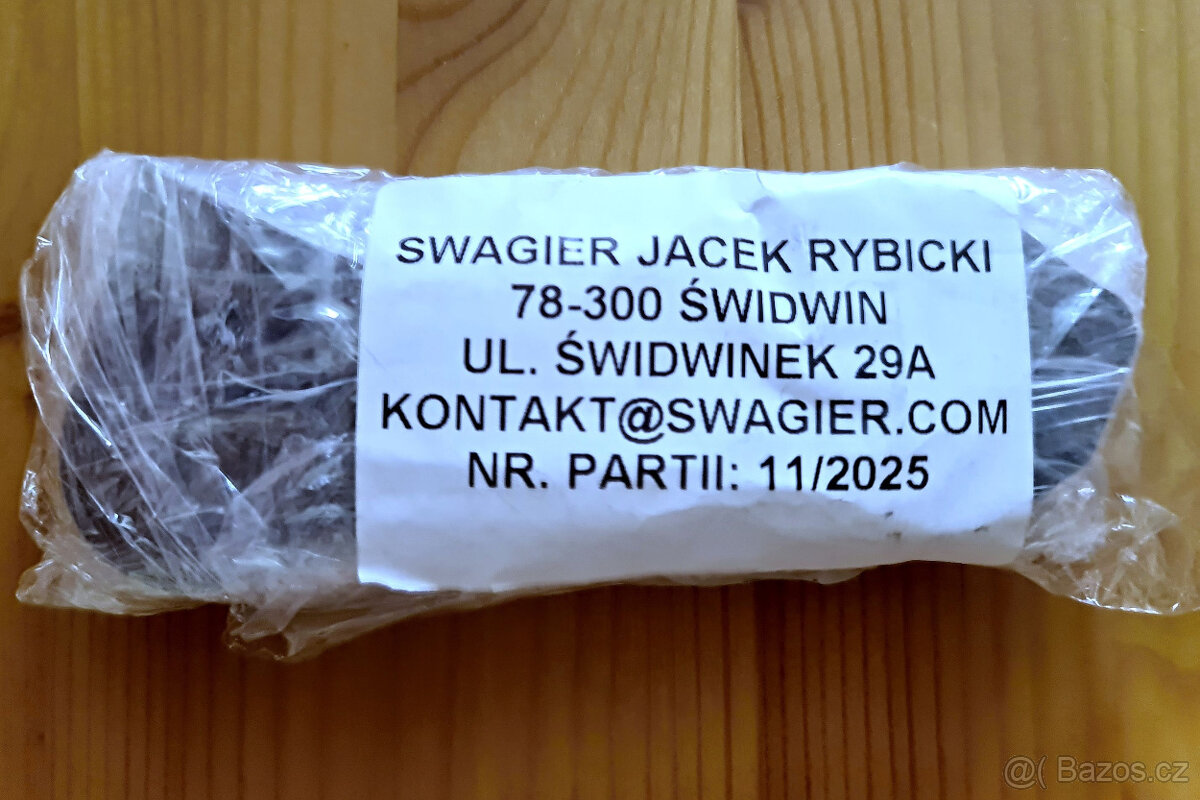 SWAGIER JACEK RYBICKI
78-300 ŚWIDWIN
UL. ŚWIDWINEK 29A
KONTAKT@SWAGIER.COM
NR. PARTII: 11/2025
@( Bazos.cz